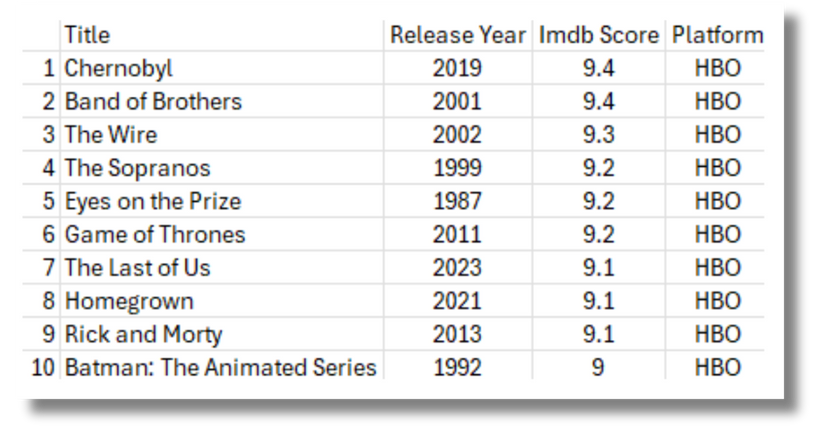 Title Release Year Imdb Score Platform
1 Chernobyl 2019 9.4 HBO
2 Band of Brothers 2001 9.4 HBO
3 The Wire 2002 9.3 HBO
4 The Sopranos 1999 9.2 HBO
5 Eyes on the Prize 1987 9.2 HBO
6 Game of Thrones 2011 9.2 HBO
7 The Last of Us 2023 9.1 HBO
8 Homegrown 2021 9.1 HBO
9 Rick and Morty 2013 9.1 HBO
10 Batman: The Animated Series 1992 9 HBO